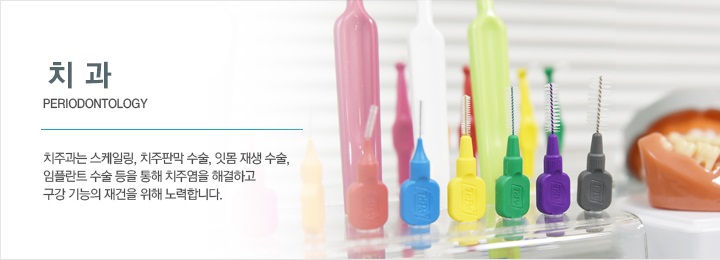 치 과
PERIODONTOLOGY
치주과는 스케일링, 치주판막 수술, 잇몸 재생 수술,
임플란트 수술 등을 통해 치주염을 해결하고
구강 기능의 재건을 위해 노력합니다.